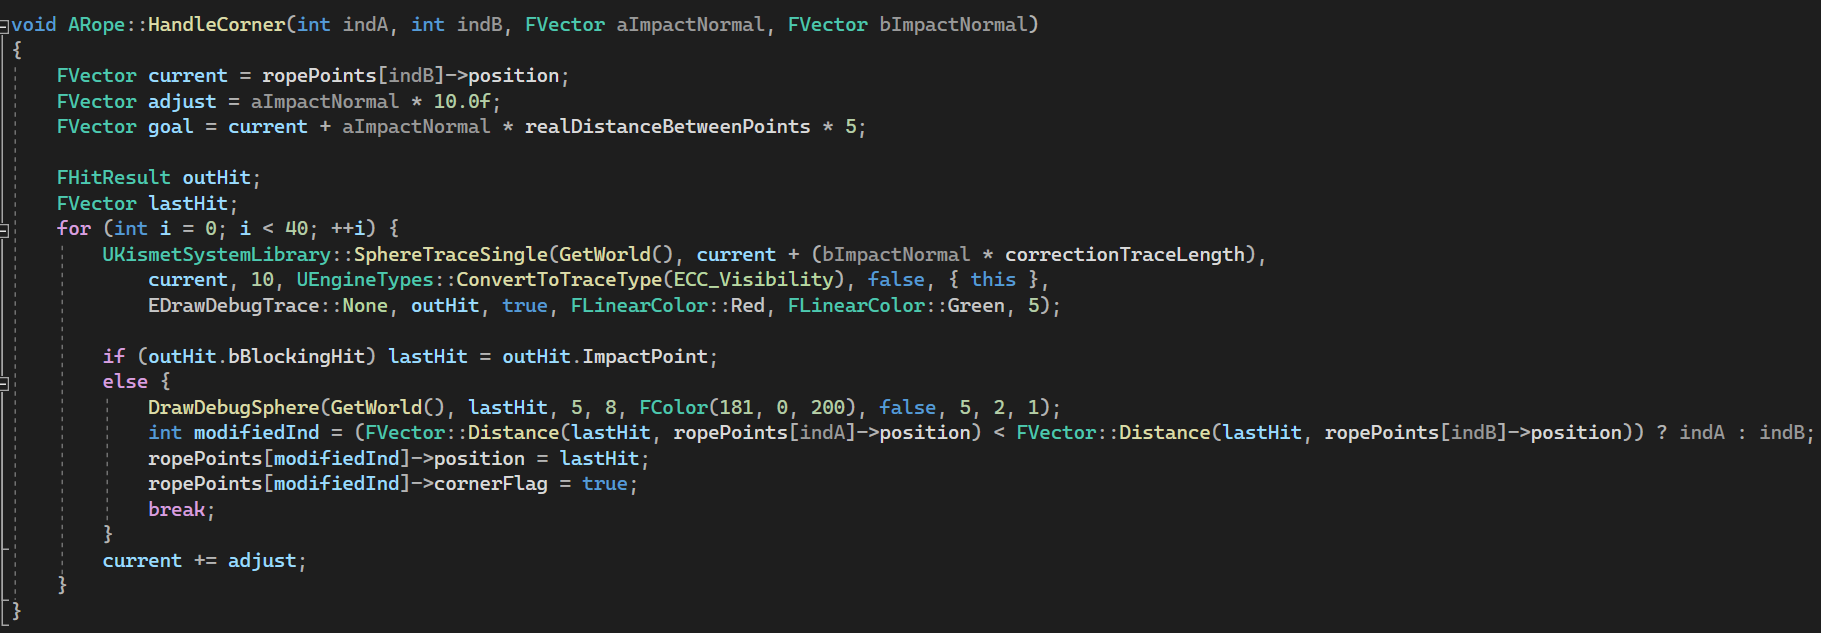 void ARope::HandleCorner(int indA, int indB, FVector aImpactNormal, FVector bImpactNormal)
{
    FVector current = ropePoints[indB]->position;
    FVector adjust = aImpactNormal * 10.0f;
    FVector goal = current + aImpactNormal * realDistanceBetweenPoints * 5;

    FHitResult outHit;
    FVector lastHit;
    for (int i = 0; i < 40; ++i) {
        UKismetSystemLibrary::SphereTraceSingle(GetWorld(), current + (bImpactNormal * correctionTraceLength),
            current, 10, UEngineTypes::ConvertToTraceType(ECC_Visibility), false, { this },
            EDrawDebugTrace::None, outHit, true, FLinearColor::Red, FLinearColor::Green, 5);

        if (outHit.bBlockingHit) lastHit = outHit.ImpactPoint;
        else {
            DrawDebugSphere(GetWorld(), lastHit, 5, 8, FColor(181, 0, 200), false, 5, 2, 1);
            int modifiedInd = (FVector::Distance(lastHit, ropePoints[indA]->position) < FVector::Distance(lastHit, ropePoints[indB]->position)) ? indA : indB;
            ropePoints[modifiedInd]->position = lastHit;
            ropePoints[modifiedInd]->cornerFlag = true;
            break;
        }
        current += adjust;
    }
}